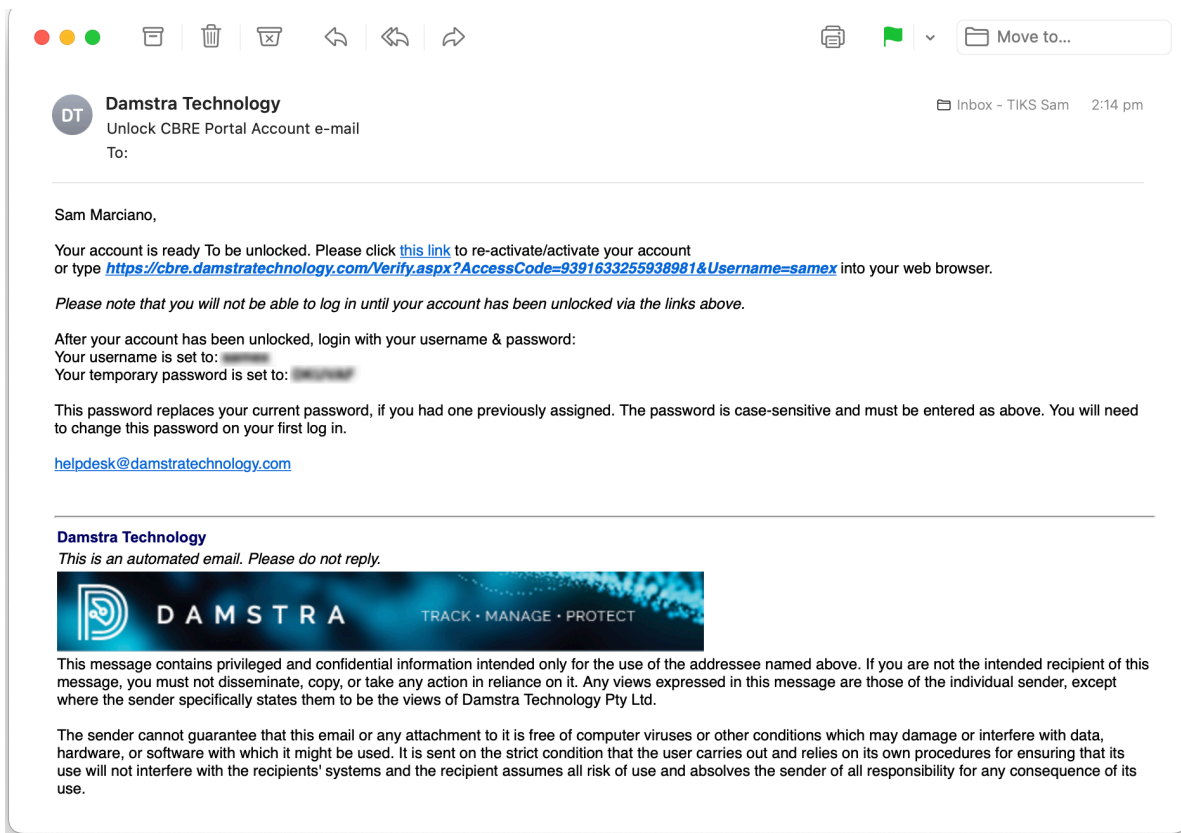 Move to...
DT
Damstra Technology
Inbox - TIKS Sam 2:14 pm
Unlock CBRE Portal Account e-mail
To:
Sam Marciano,
Your account is ready To be unlocked. Please click this link to re-activate/activate your account
or type https://cbre.damstratechnology.com/Verify.aspx?AccessCode=9391633255938981&Username=samex into your web browser.
Please note that you will not be able to log in until your account has been unlocked via the links above.
After your account has been unlocked, login with your username & password:
Your username is set to:
Your temporary password is set to:
This password replaces your current password, if you had one previously assigned. The password is case-sensitive and must be entered as above. You will need
to change this password on your first log in.
helpdesk@damstratechnology.com
Damstra Technology
This is an automated email. Please do not reply.
DAMSTRA TRACK • MANAGE • PROTECT
This message contains privileged and confidential information intended only for the use of the addressee named above. If you are not the intended recipient of this
message, you must not disseminate, copy, or take any action in reliance on it. Any views expressed in this message are those of the individual sender, except
where the sender specifically states them to be the views of Damstra Technology Pty Ltd.
The sender cannot guarantee that this email or any attachment to it is free of computer viruses or other conditions which may damage or interfere with data,
hardware, or software with which it might be used. It is sent on the strict condition that the user carries out and relies on its own procedures for ensuring that its
use will not interfere with the recipients' systems and the recipient assumes all risk of use and absolves the sender of all responsibility for any consequence of its
use.